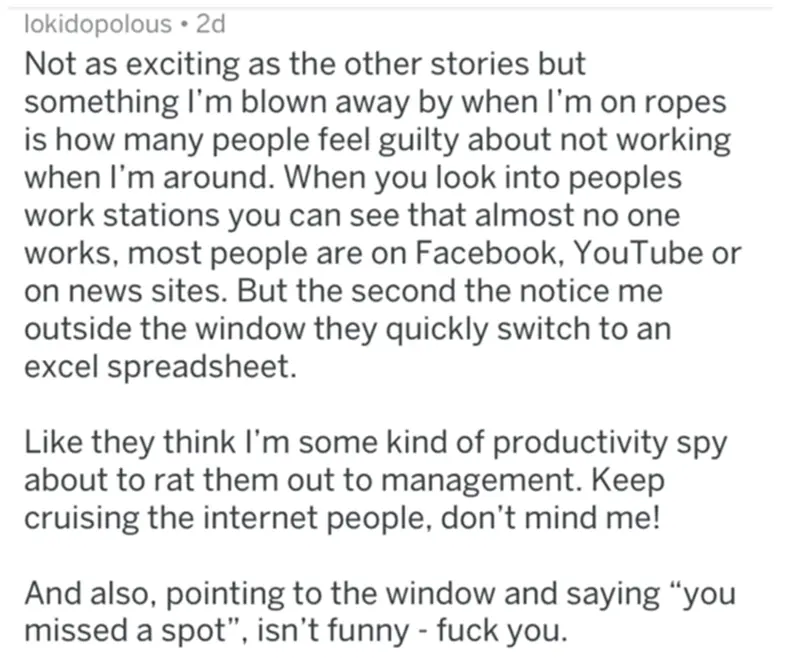 lokidopolous • 2d
Not as exciting as the other stories but
something I'm blown away by when I'm on ropes
is how many people feel guilty about not working
when I'm around. When you look into peoples
work stations you can see that almost no one
works, most people are on Facebook, YouTube or
on news sites. But the second the notice me
outside the window they quickly switch to an
excel spreadsheet.
Like they think I'm some kind of productivity spy
about to rat them out to management. Keep
cruising the internet people, don't mind me!
And also, pointing to the window and saying “you
missed a spot”, isn't funny - fuck you.